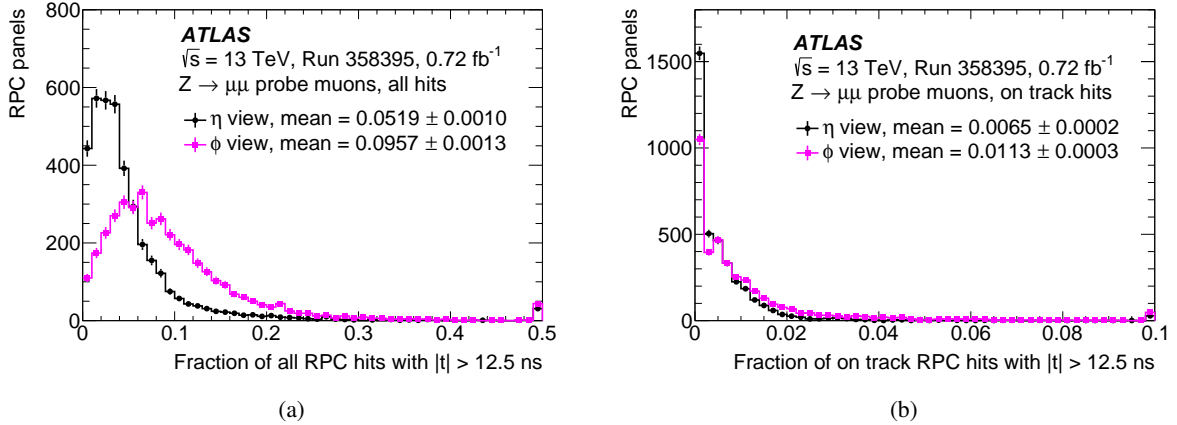 ATLAS
√s = 13 TeV, Run 358395, 0.72 fb⁻¹
Z → μμ probe muons, all hits
η view, mean = 0.0519 ± 0.0010
ϕ view, mean = 0.0957 ± 0.0013
RPC panels
800
600
400
200
0
0 0.1 0.2 0.3 0.4 0.5
Fraction of all RPC hits with |t| > 12.5 ns
(a)
ATLAS
√s = 13 TeV, Run 358395, 0.72 fb⁻¹
Z → μμ probe muons, on track hits
η view, mean = 0.0065 ± 0.0002
ϕ view, mean = 0.0113 ± 0.0003
RPC panels
1500
1000
500
0
0 0.02 0.04 0.06 0.08 0.1
Fraction of on track RPC hits with |t| > 12.5 ns
(b)